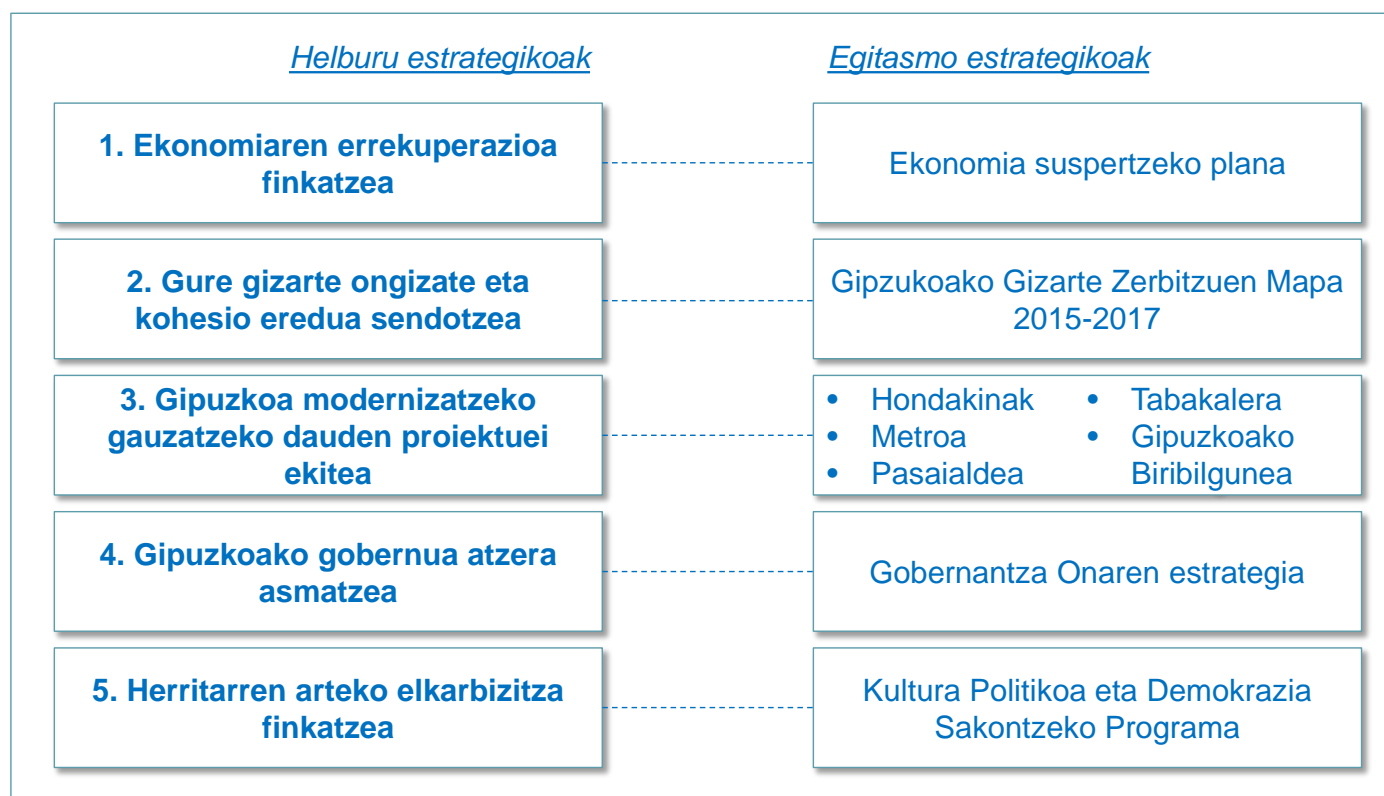 Helburu estrategikoak
Egitasmo estrategikoak
1. Ekonomiaren errekuperazioa
finkatzea
Ekonomia suspertzeko plana
2. Gure gizarte ongizate eta
kohesio eredua sendotzea
Gipzukoako Gizarte Zerbitzuen Mapa
2015-2017
3. Gipuzkoa modernizatzeko
gauzatzeko dauden proiektuei
ekitea
• Hondakinak
• Metroa
• Pasaialdea
• Tabakalera
• Gipuzkoako
Biribilgunea
4. Gipuzkoako gobernua atzera
asmatzea
Gobernantza Onaren estrategia
5. Herritarren arteko elkarbizitza
finkatzea
Kultura Politikoa eta Demokrazia
Sakontzeko Programa